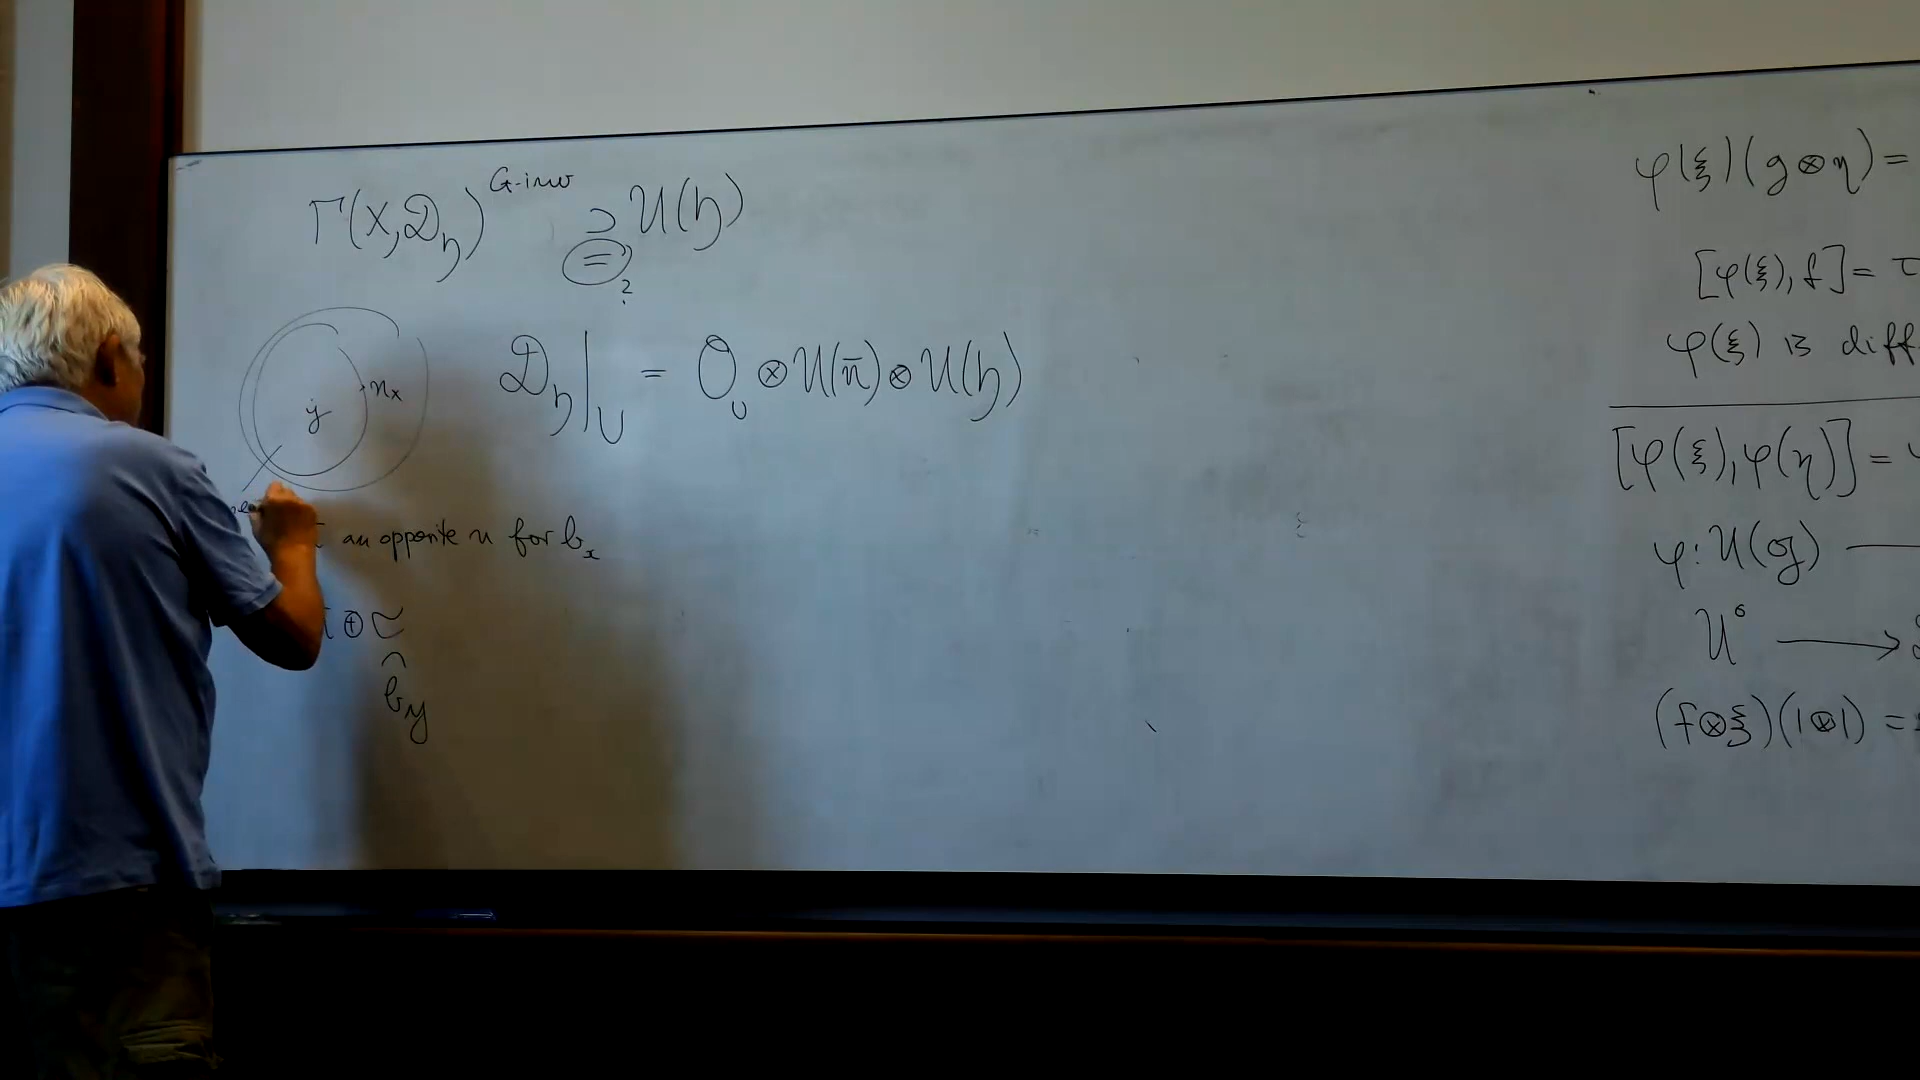 Γ(X, 𝒟_𝔥)^{G-inv} ⊇ U(𝔥)
= ?
y
x
n_x
𝒟_𝔥|_U = O_U ⊗ U(n̄) ⊗ U(𝔥)
an opposite n for b_x
⊕
b_y
φ(ξ)(g⊗η) =
[φ(ξ), f] = τ
φ(ξ) is diff
[φ(ξ), φ(η)] = φ
φ: U(𝔤) —
U° ⟶
(f⊗ξ)(1⊗1) =